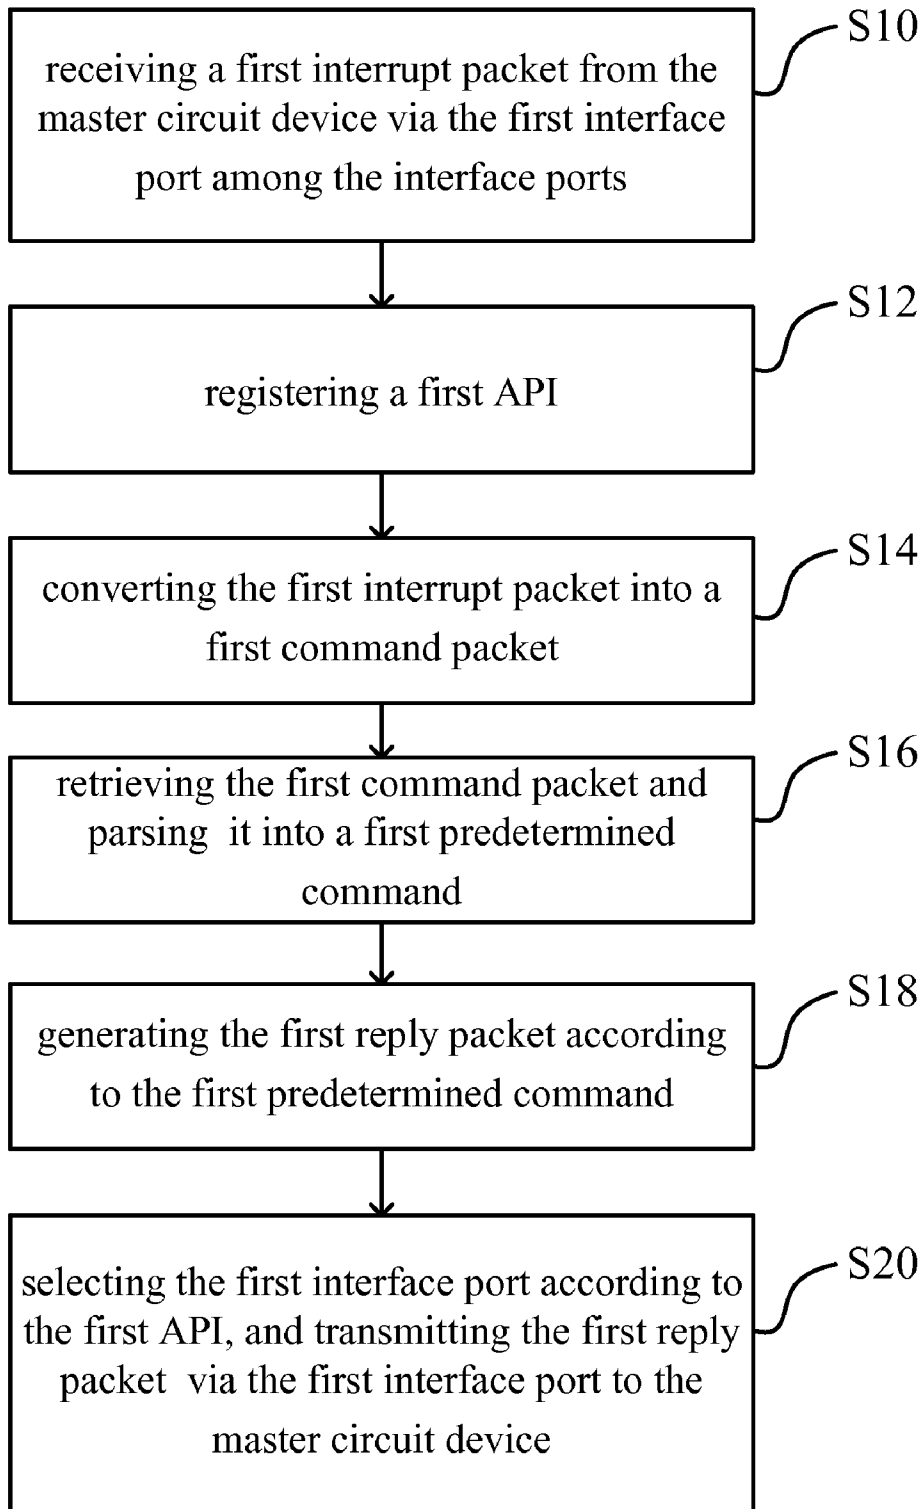 S10
receiving a first interrupt packet from the
master circuit device via the first interface
port among the interface ports
S12
registering a first API
S14
converting the first interrupt packet into a
first command packet
S16
retrieving the first command packet and
parsing it into a first predetermined
command
S18
generating the first reply packet according
to the first predetermined command
S20
selecting the first interface port according to
the first API, and transmitting the first reply
packet via the first interface port to the
master circuit device